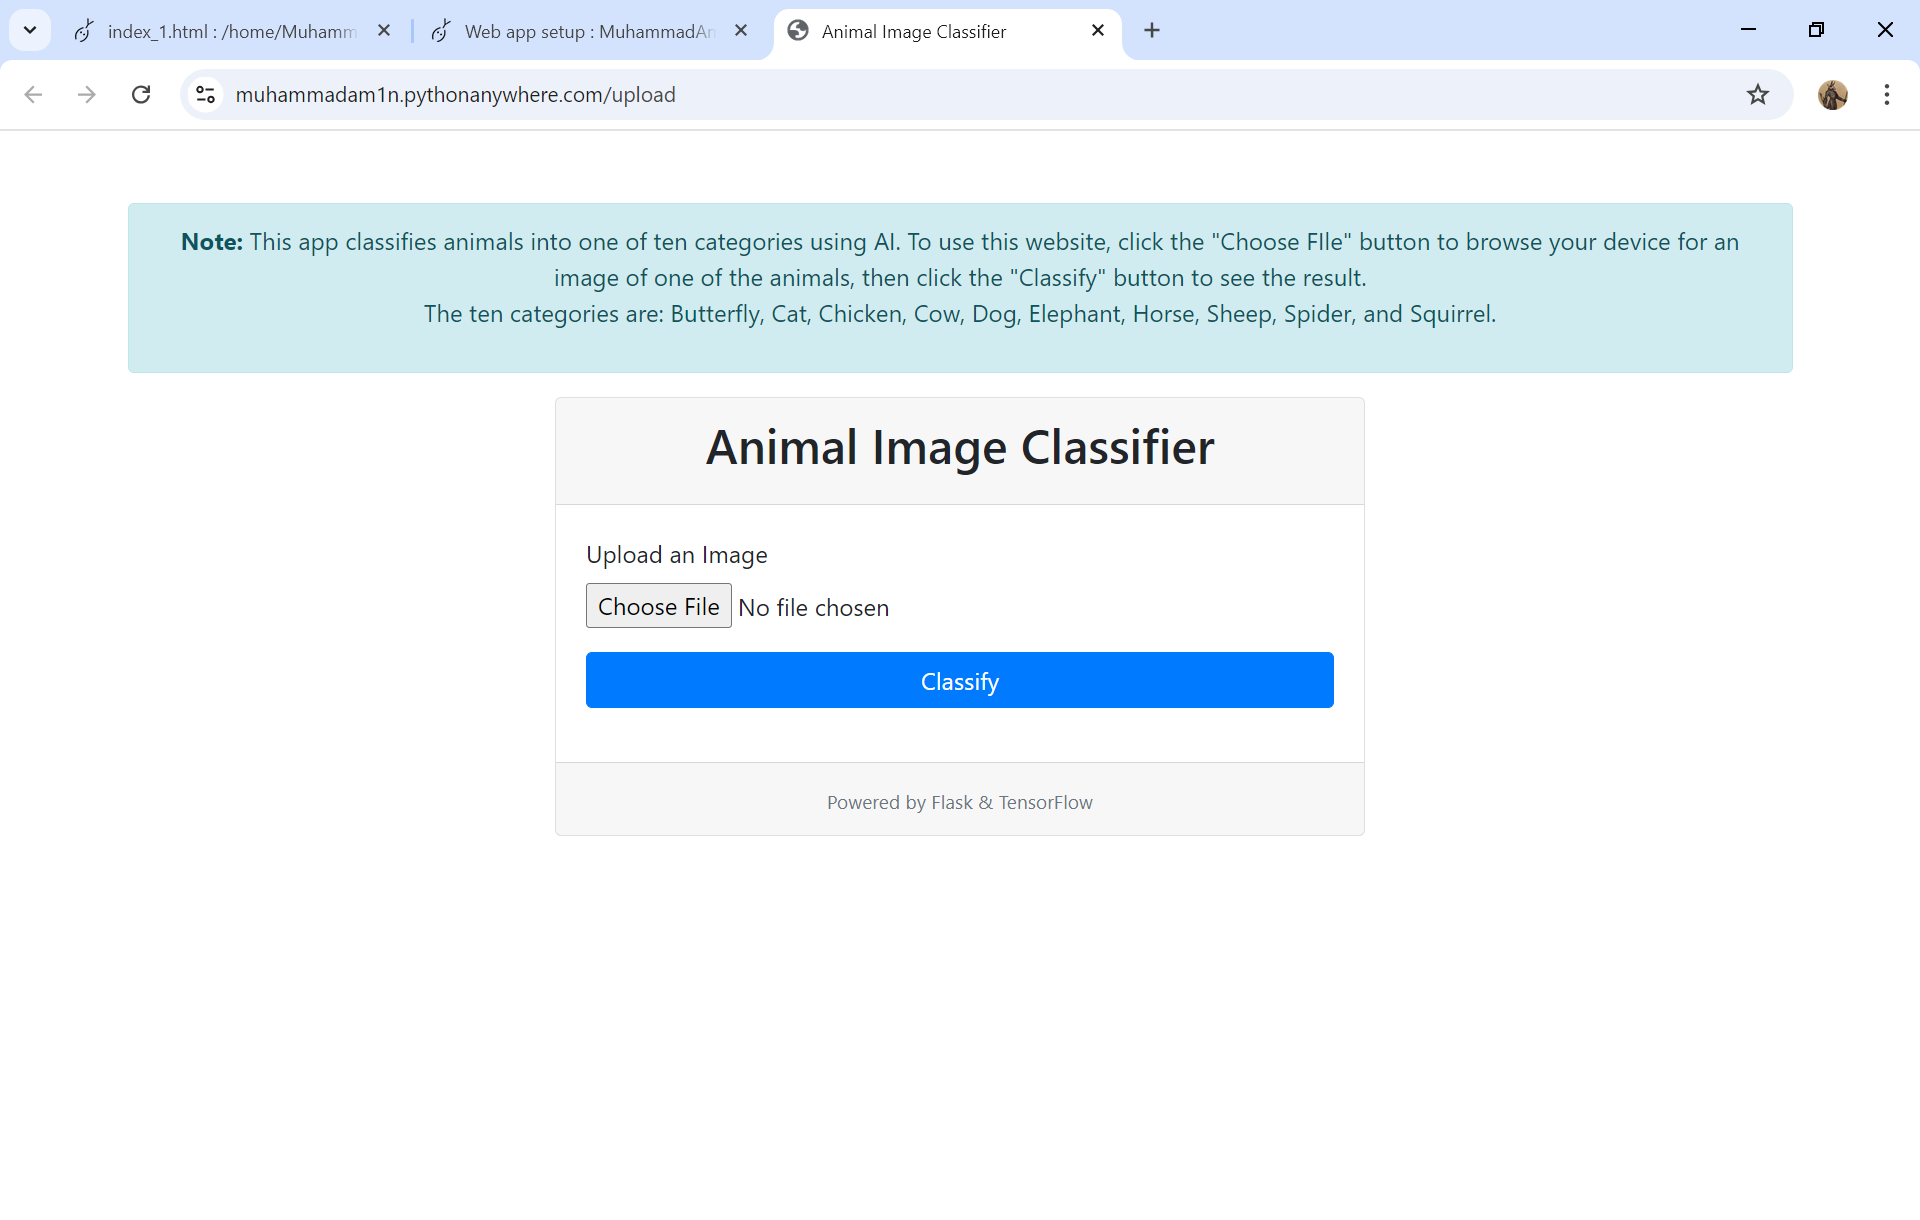 index_1.html : /home/Muhamm
Web app setup : MuhammadAn
Animal Image Classifier
muhammadam1n.pythonanywhere.com/upload
Note: This app classifies animals into one of ten categories using AI. To use this website, click the "Choose FIle" button to browse your device for an
image of one of the animals, then click the "Classify" button to see the result.
The ten categories are: Butterfly, Cat, Chicken, Cow, Dog, Elephant, Horse, Sheep, Spider, and Squirrel.
Animal Image Classifier
Upload an Image
Choose File No file chosen
Classify
Powered by Flask & TensorFlow